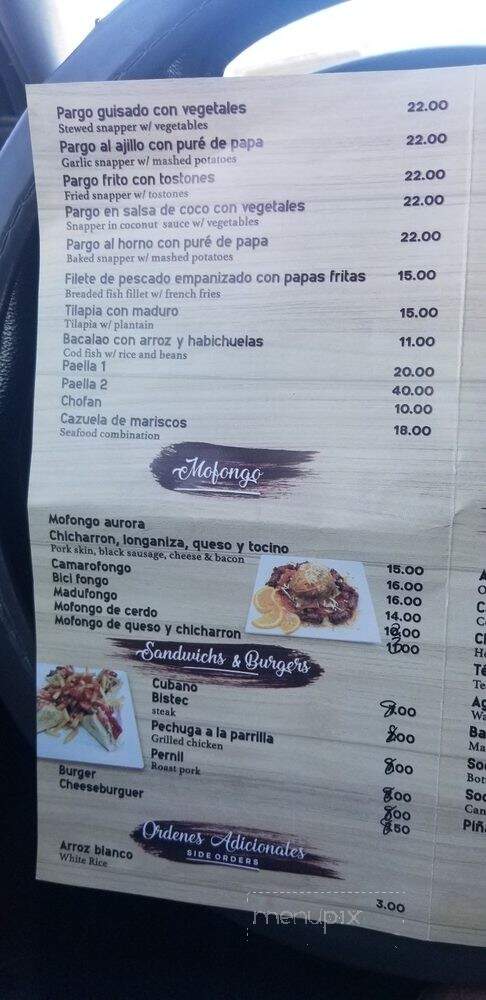 Pargo guisado con vegetales 22.00
Stewed snapper w/ vegetables
Pargo al ajillo con puré de papa 22.00
Garlic snapper w/ mashed potatoes
Pargo frito con tostones 22.00
Fried snapper w/ tostones
Pargo en salsa de coco con vegetales 22.00
Snapper in coconut sauce w/ vegetables
Pargo al horno con puré de papa 22.00
Baked snapper w/ mashed potatoes
Filete de pescado empanizado con papas fritas 15.00
Breaded fish fillet w/ french fries
Tilapia con maduro 15.00
Tilapia w/ plantain
Bacalao con arroz y habichuelas 11.00
Cod fish w/ rice and beans
Paella 1 20.00
Paella 2 40.00
Chofan 10.00
Cazuela de mariscos 18.00
Seafood combination
Mofongo
Mofongo aurora
Chicharron, longaniza, queso y tocino 15.00
Pork skin, black sausage, cheese & bacon
Camarofongo 16.00
Bici fongo 16.00
Madufongo 14.00
Mofongo de cerdo
Mofongo de queso y chicharron
Sandwichs & Burgers
Cubano
Bistec
steak
Pechuga a la parrilla
Grilled chicken
Pernil
Roast pork
Burger
Cheeseburguer
Ordenes Adicionales
SIDE ORDERS
Arroz blanco 3.00
White Rice
menupix